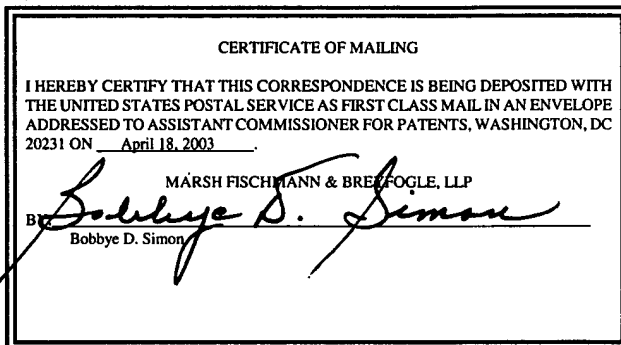 CERTIFICATE OF MAILING
I HEREBY CERTIFY THAT THIS CORRESPONDENCE IS BEING DEPOSITED WITH
THE UNITED STATES POSTAL SERVICE AS FIRST CLASS MAIL IN AN ENVELOPE
ADDRESSED TO ASSISTANT COMMISSIONER FOR PATENTS, WASHINGTON, DC
20231 ON April 18, 2003.
MARSH FISCHMANN & BREYFOGLE, LLP
BY: Bobbye D. Simon
Bobbye D. Simon